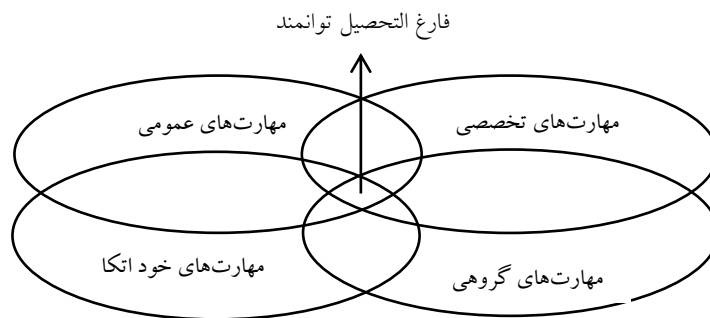 فارغ التحصیل توانمند
مهارت‌های تخصصی
مهارت‌های عمومی
مهارت‌های گروهی
مهارت‌های خود اتکا